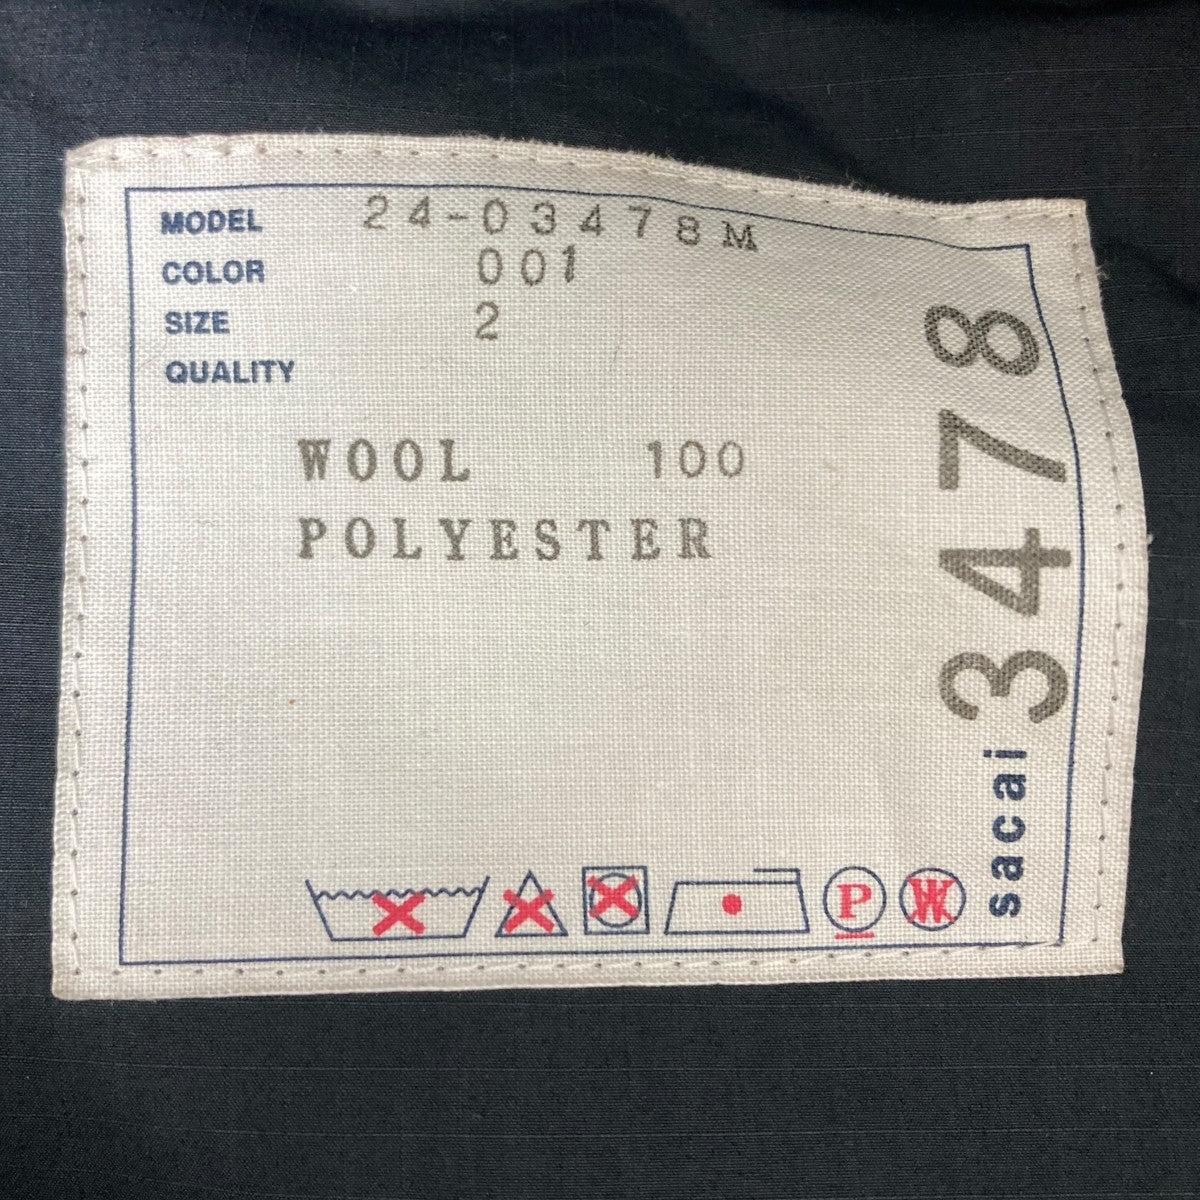 MODEL 24-03478M
COLOR 001
SIZE 2
QUALITY
WOOL 100
POLYESTER
P
W
sacai 3478